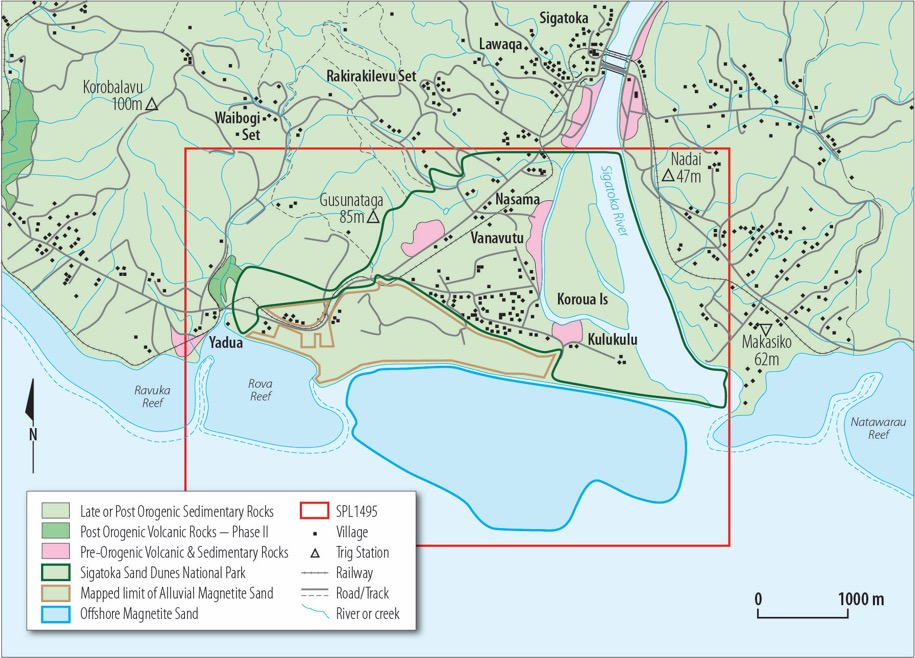 Sigatoka
Lawaqa
Rakirakilevu Set
Korobalavu
100m
Waibogi
Set
Nadai
47m
Gusunataga
85m
Nasama
Sigatoka River
Vanavutu
Koroua Is
Kulukulu
Makasiko
62m
Yadua
Ravuka
Reef
Rova
Reef
Natawarau
Reef
N
Late or Post Orogenic Sedimentary Rocks
Post Orogenic Volcanic Rocks – Phase II
Pre-Orogenic Volcanic & Sedimentary Rocks
Sigatoka Sand Dunes National Park
Mapped limit of Alluvial Magnetite Sand
Offshore Magnetite Sand
SPL1495
Village
Trig Station
Railway
Road/Track
River or creek
0 1000 m